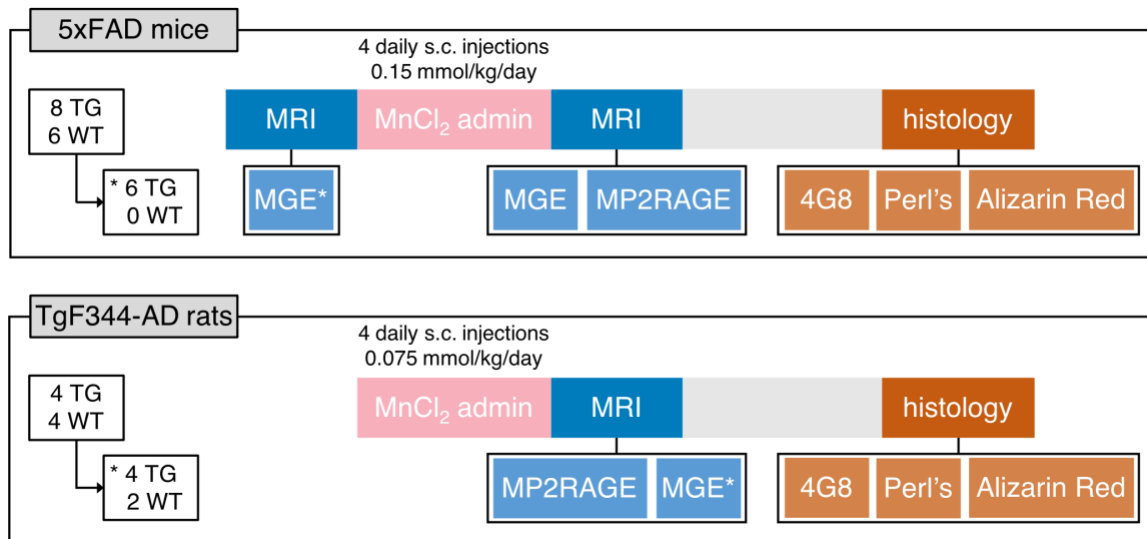 5xFAD mice
4 daily s.c. injections
0.15 mmol/kg/day
8 TG
6 WT
MRI
MnCl₂ admin
MRI
histology
* 6 TG
0 WT
MGE*
MGE
MP2RAGE
4G8
Perl's
Alizarin Red
TgF344-AD rats
4 daily s.c. injections
0.075 mmol/kg/day
4 TG
4 WT
MnCl₂ admin
MRI
histology
* 4 TG
2 WT
MP2RAGE
MGE*
4G8
Perl's
Alizarin Red